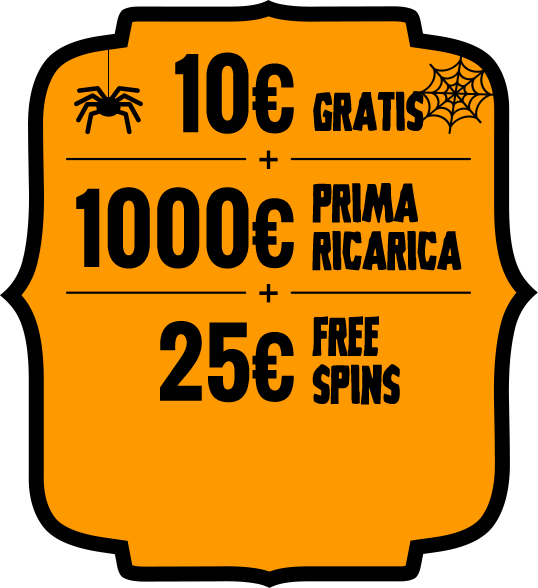 10€ GRATIS
+
1000€ PRIMA
RICARICA
+
25€ FREE
SPINS